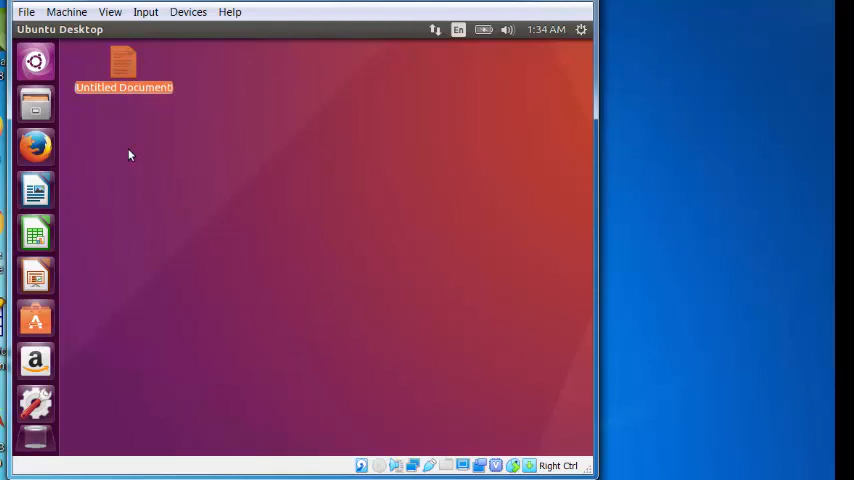 File Machine View Input Devices Help
Ubuntu Desktop En 1:34 AM
Untitled Document
Right Ctrl